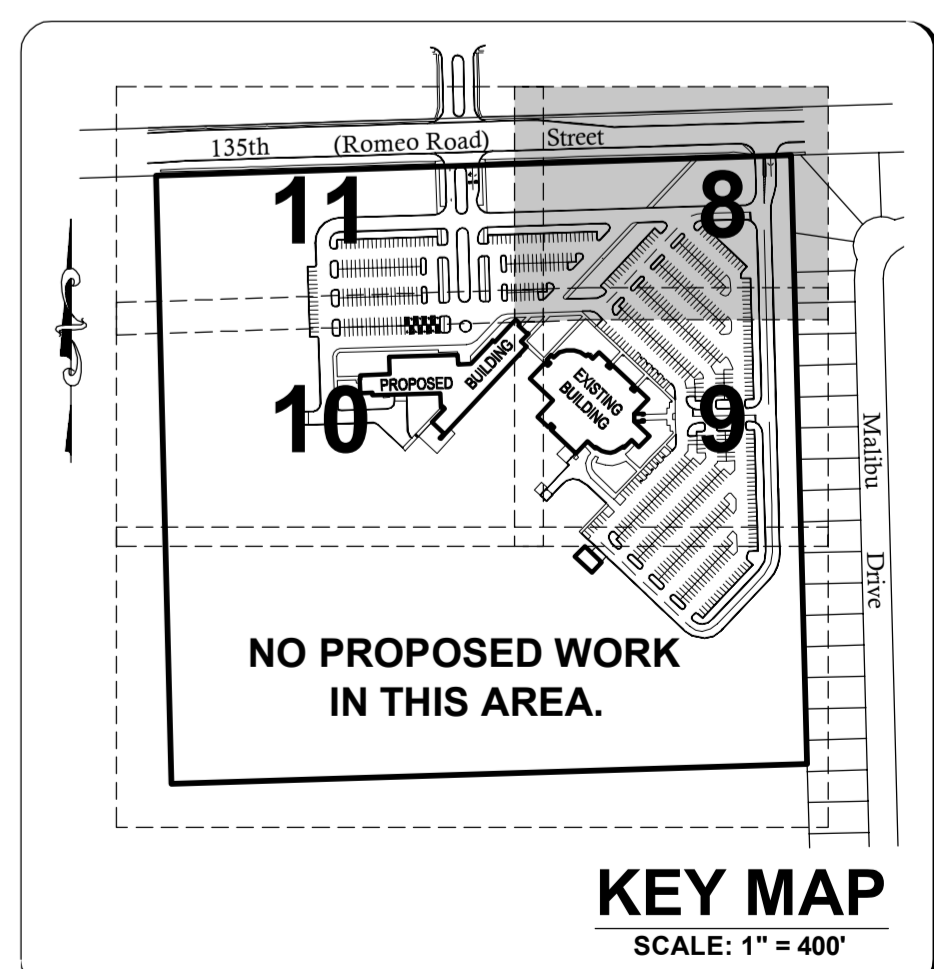 135th (Romeo Road) Street
11
8
PROPOSED BUILDING
EXISTING
BUILDING
10
9
Malibu Drive
NO PROPOSED WORK
IN THIS AREA.
KEY MAP
SCALE: 1" = 400'